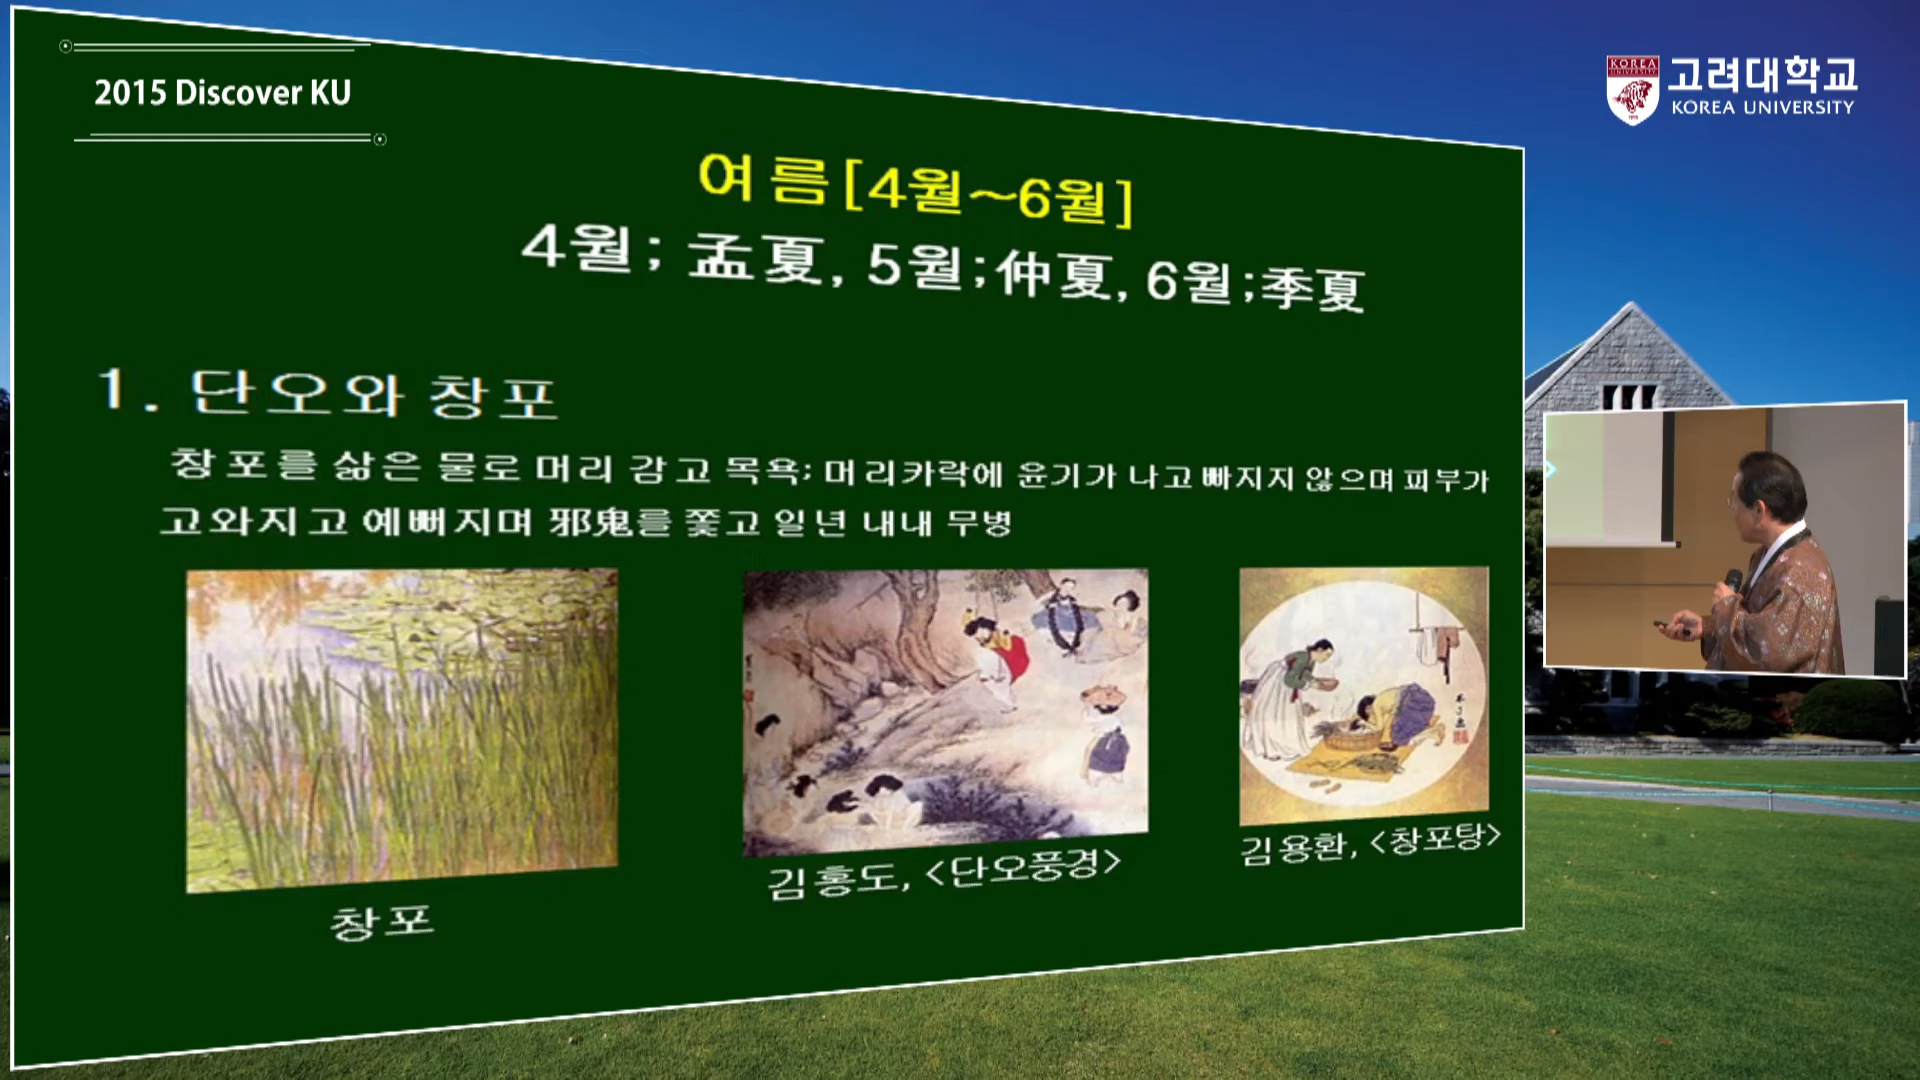 2015 Discover KU
KOREA
UNIVERSITY
고려대학교
KOREA UNIVERSITY
여름[4월~6월]
4월; 孟夏, 5월;仲夏, 6월;季夏
1. 단오와 창포
창포를 삶은 물로 머리 감고 목욕; 머리카락에 윤기가 나고 빠지지 않으며 피부가
고와지고 예뻐지며 邪鬼를 쫓고 일년 내내 무병
창포
김홍도, <단오풍경>
김용환, <창포탕>